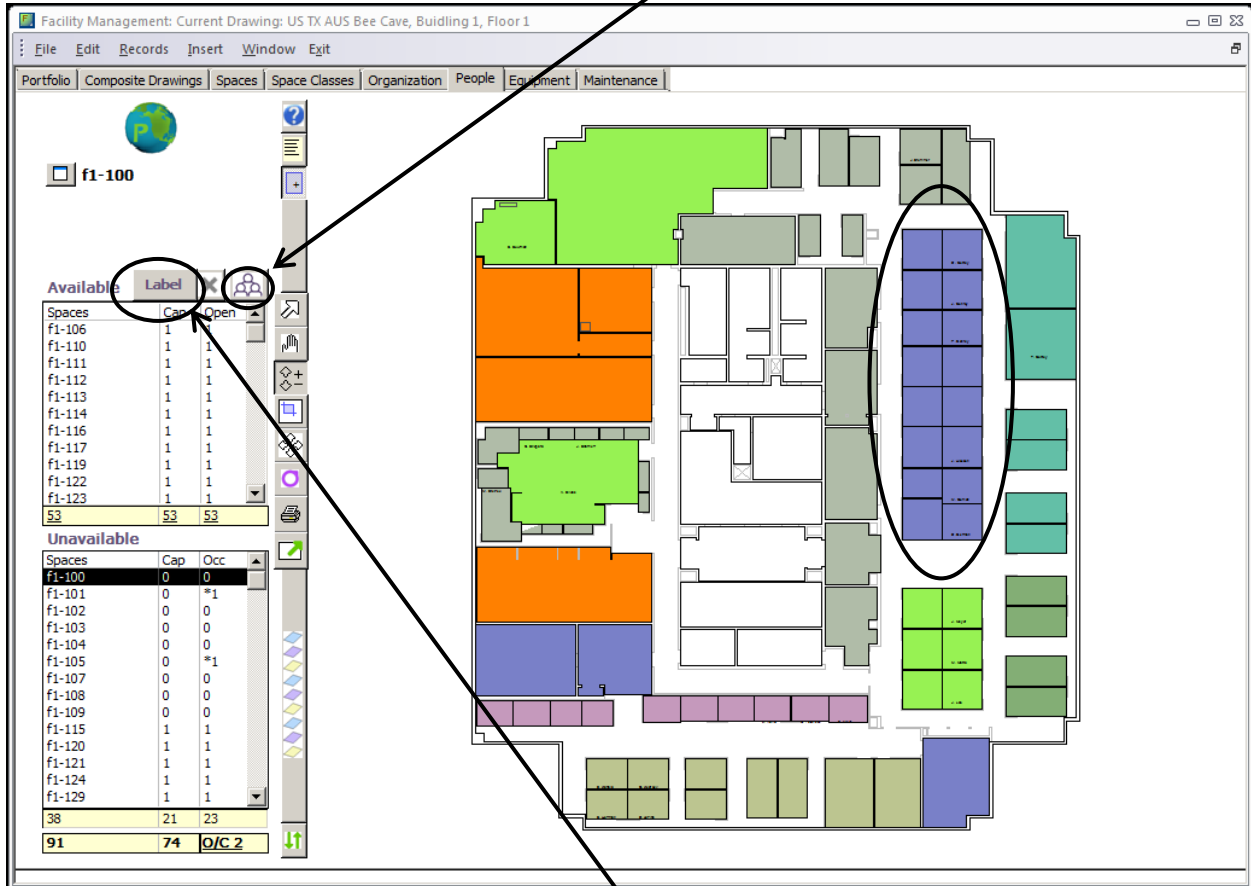 Facility Management: Current Drawing: US TX AUS Bee Cave, Buidling 1, Floor 1
File Edit Records Insert Window Exit
Portfolio Composite Drawings Spaces Space Classes Organization People Equipment Maintenance
P
f1-100
Available Label
Spaces Cap Open
f1-106 1 1
f1-110 1 1
f1-111 1 1
f1-112 1 1
f1-113 1 1
f1-114 1 1
f1-116 1 1
f1-117 1 1
f1-119 1 1
f1-122 1 1
f1-123 1 1
53 53 53
Unavailable
Spaces Cap Occ
f1-100 0 0
f1-101 0 *1
f1-102 0 0
f1-103 0 0
f1-104 0 0
f1-105 0 *1
f1-107 0 0
f1-108 0 0
f1-109 0 0
f1-115 1 1
f1-120 1 1
f1-121 1 1
f1-124 1 1
f1-129 1 1
38 21 23
91 74 O/C 2